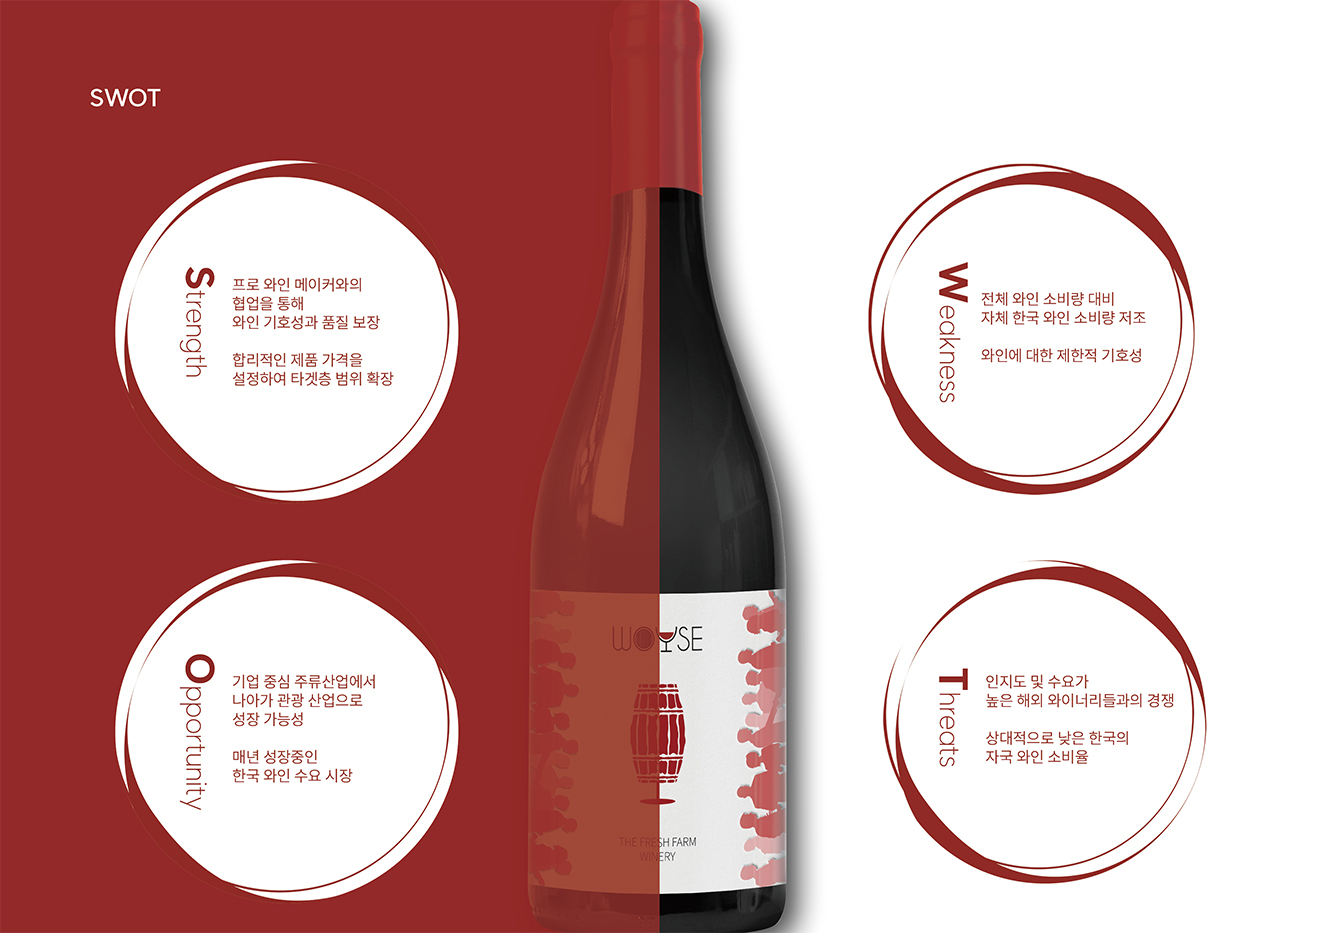 SWOT
Strength
프로 와인 메이커와의
협업을 통해
와인 기호성과 품질 보장
합리적인 제품 가격을
설정하여 타겟층 범위 확장
Weakness
전체 와인 소비량 대비
자체 한국 와인 소비량 저조
와인에 대한 제한적 기호성
Opportunity
기업 중심 주류산업에서
나아가 관광 산업으로
성장 가능성
매년 성장중인
한국 와인 수요 시장
Threats
인지도 및 수요가
높은 해외 와이너리들과의 경쟁
상대적으로 낮은 한국의
자국 와인 소비율
WOYSE
THE FRESH FARM
WINERY